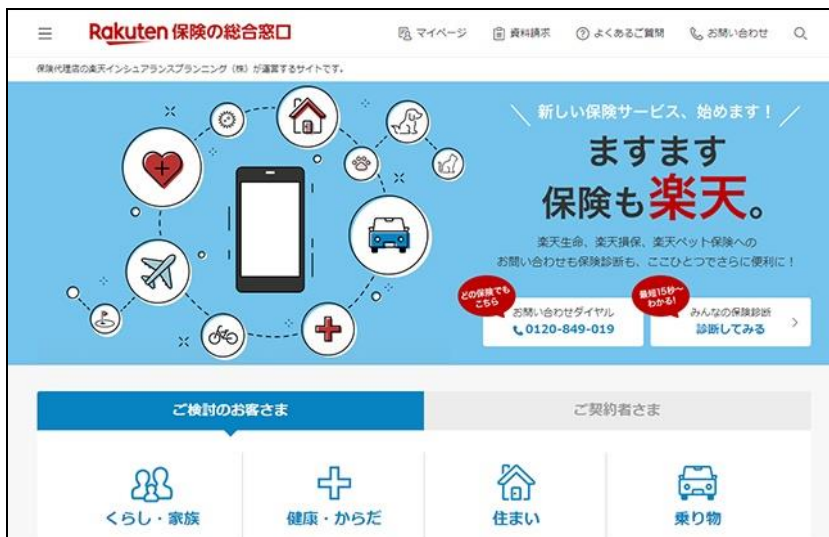 Rakuten 保険の総合窓口
マイページ
資料請求
よくあるご質問
お問い合わせ
保険代理店の楽天インシュアランスプランニング（株）が運営するサイトです。
新しい保険サービス、始めます！
ますます
保険も楽天。
楽天生命、楽天損保、楽天ペット保険への
お問い合わせも保険診断も、ここひとつでさらに便利に！
どの保険でも
こちら
お問い合わせダイヤル
0120-849-019
最短15秒〜
わかる!
みんなの保険診断
診断してみる
ご検討のお客さま
ご契約者さま
くらし・家族
健康・からだ
住まい
乗り物